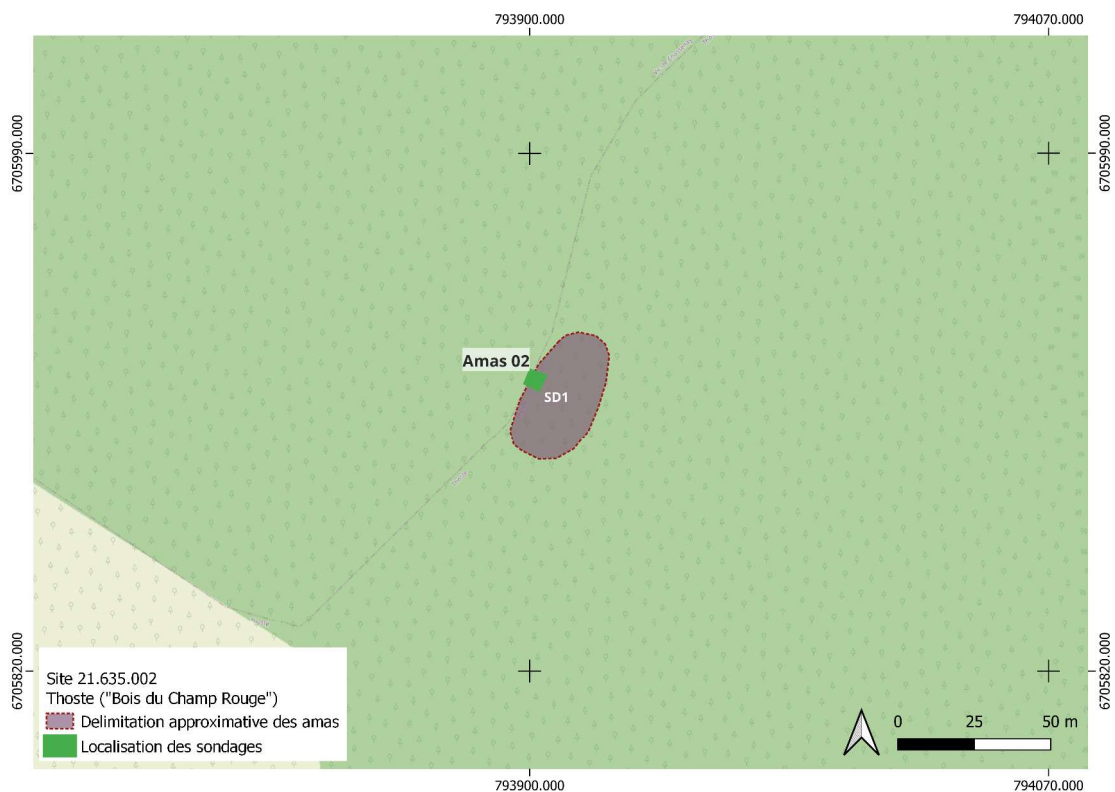 793900.000
794070.000
6705990.000
6705990.000
Amas 02
SD1
6705820.000
6705820.000
Site 21.635.002
Thoste ("Bois du Champ Rouge")
Delimitation approximative des amas
Localisation des sondages
0 25 50 m
793900.000
794070.000